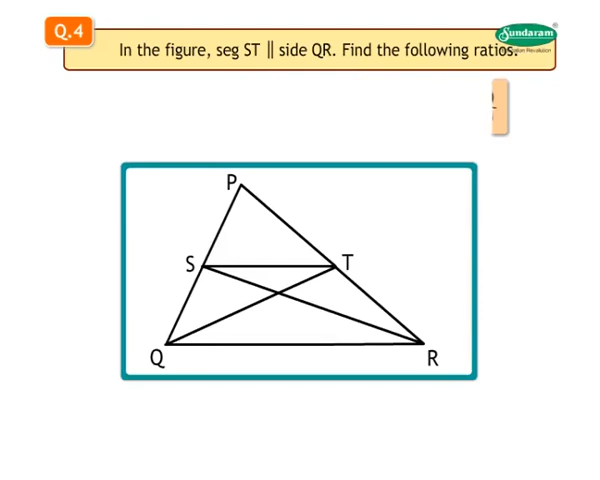 Q.4
Sundaram
In the figure, seg ST || side QR. Find the following ratios.
P
S
T
Q
R